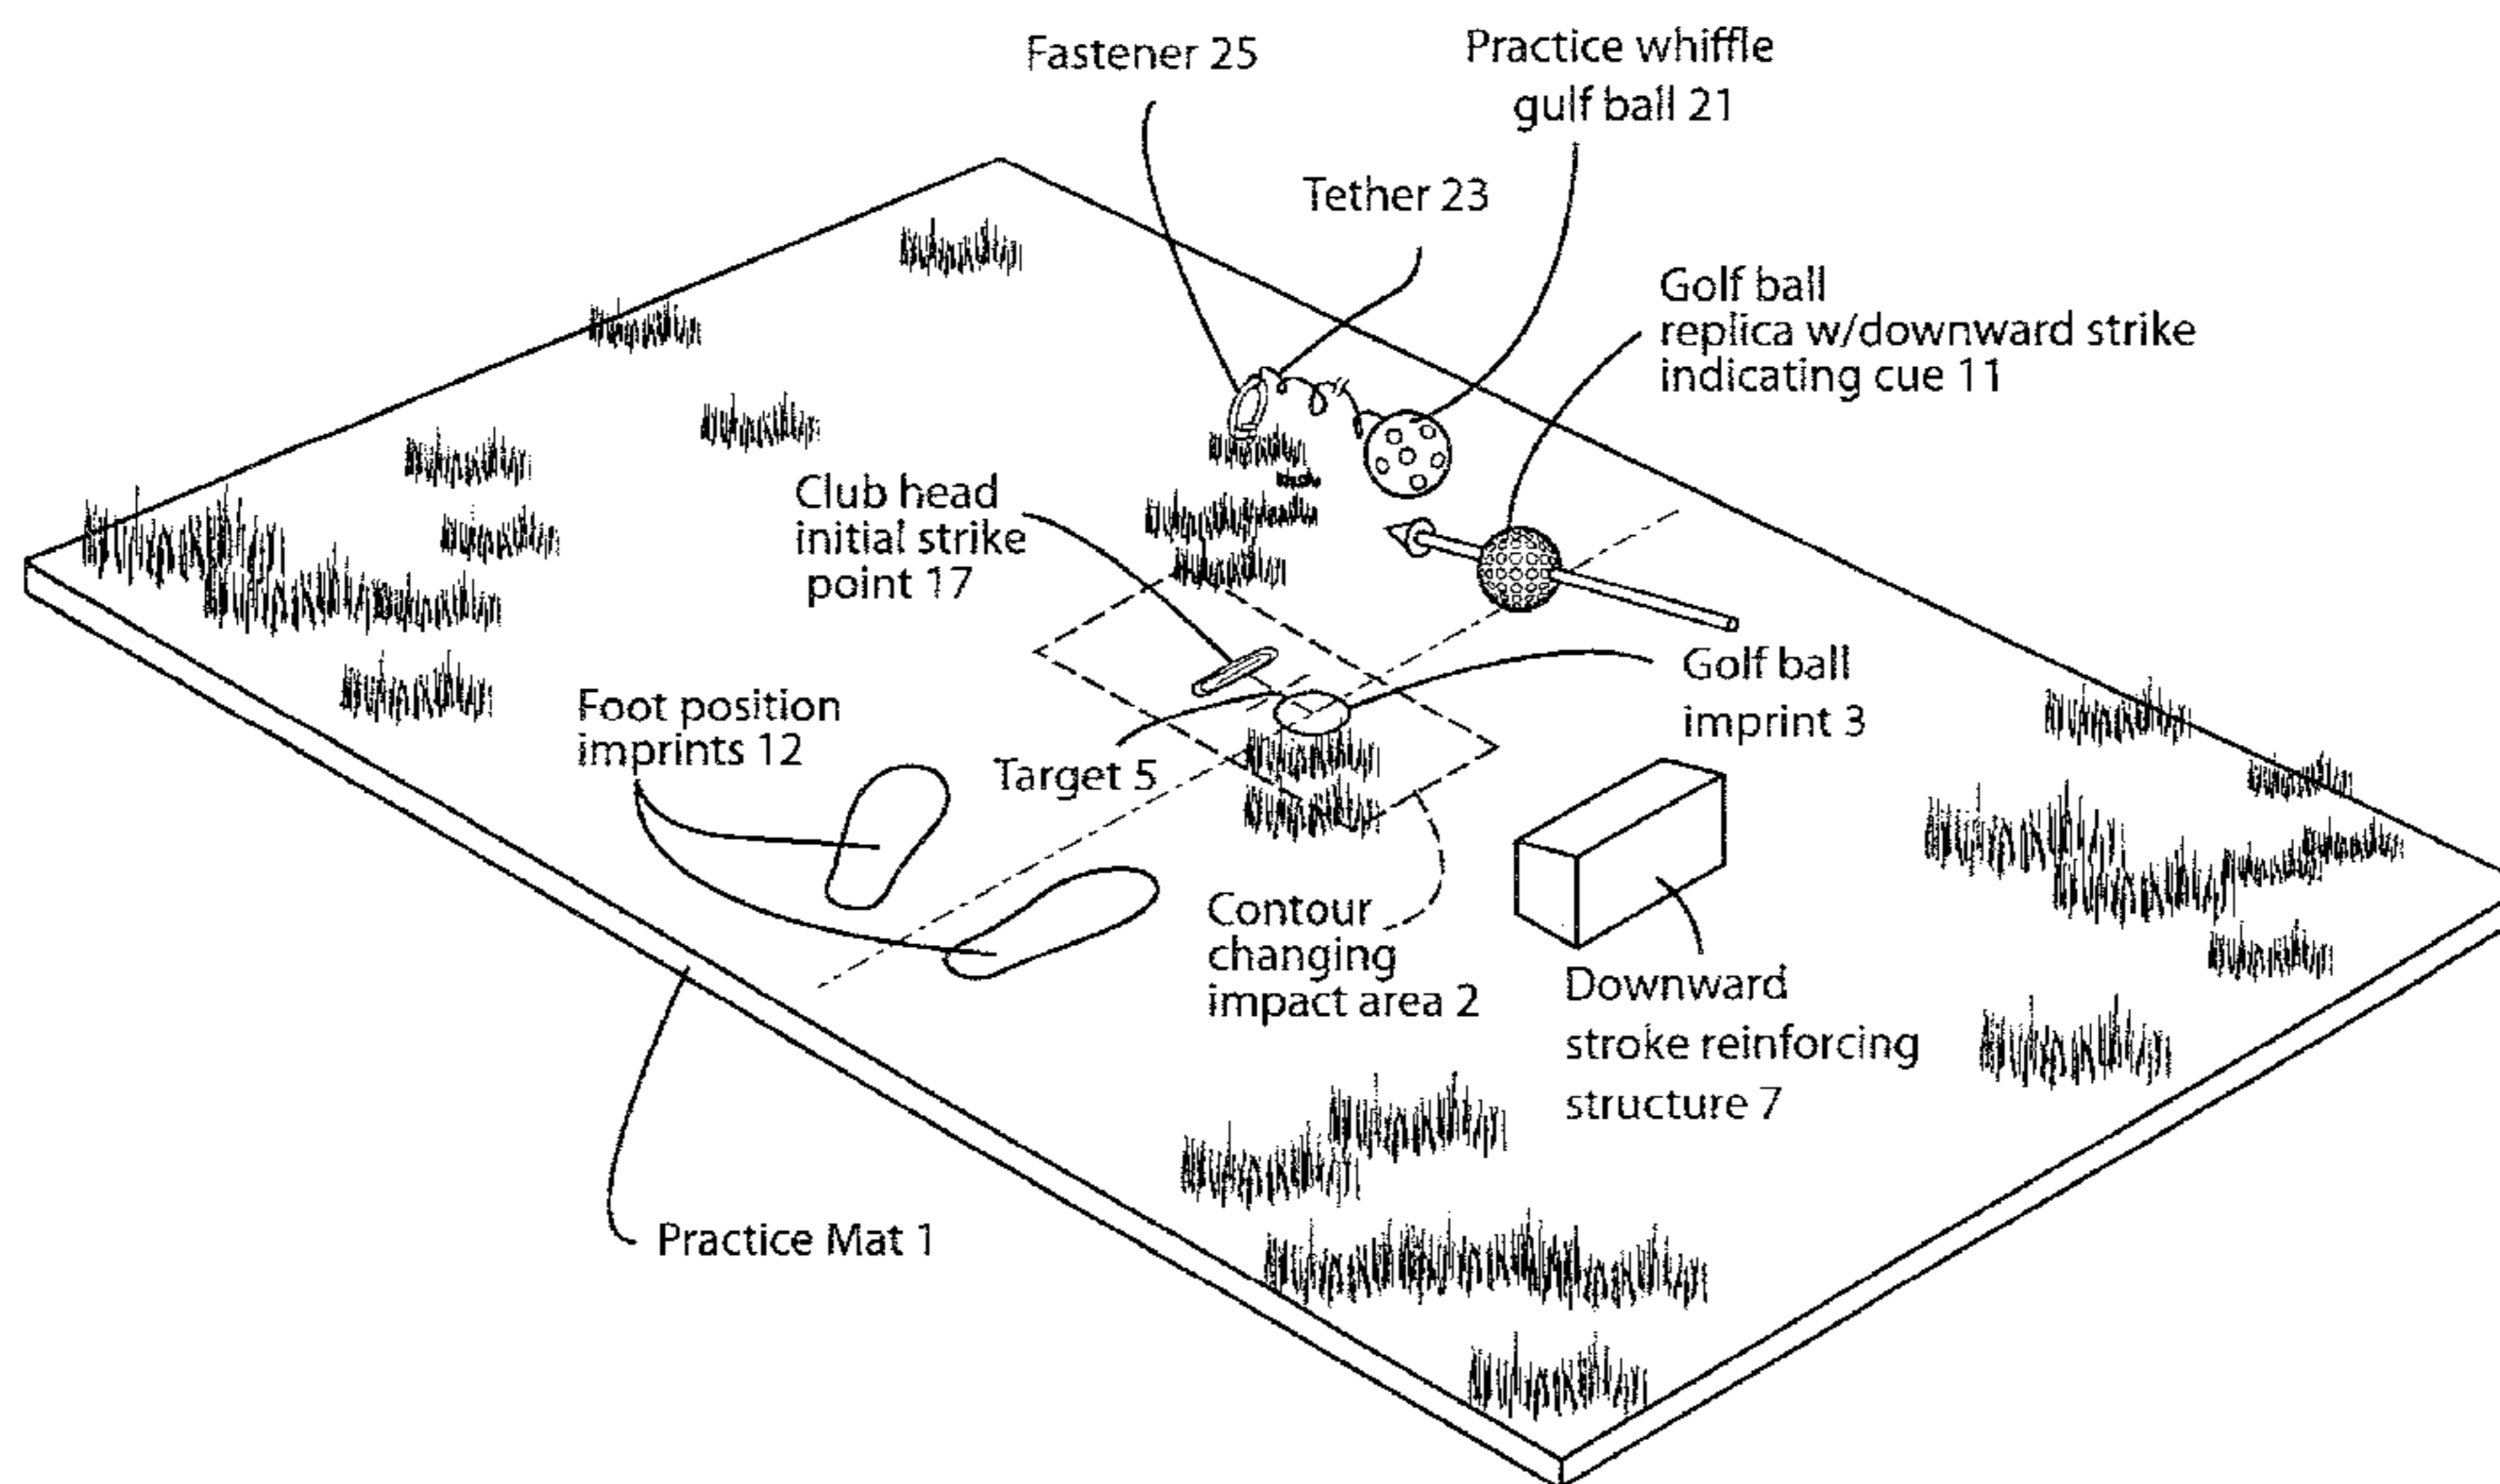 Fastener 25
Practice whiffle
gulf ball 21
Tether 23
Golf ball
replica w/downward strike
indicating cue 11
Club head
initial strike
point 17
Golf ball
imprint 3
Foot position
imprints 12
Target 5
Contour
changing
impact area 2
Downward
stroke reinforcing
structure 7
Practice Mat 1